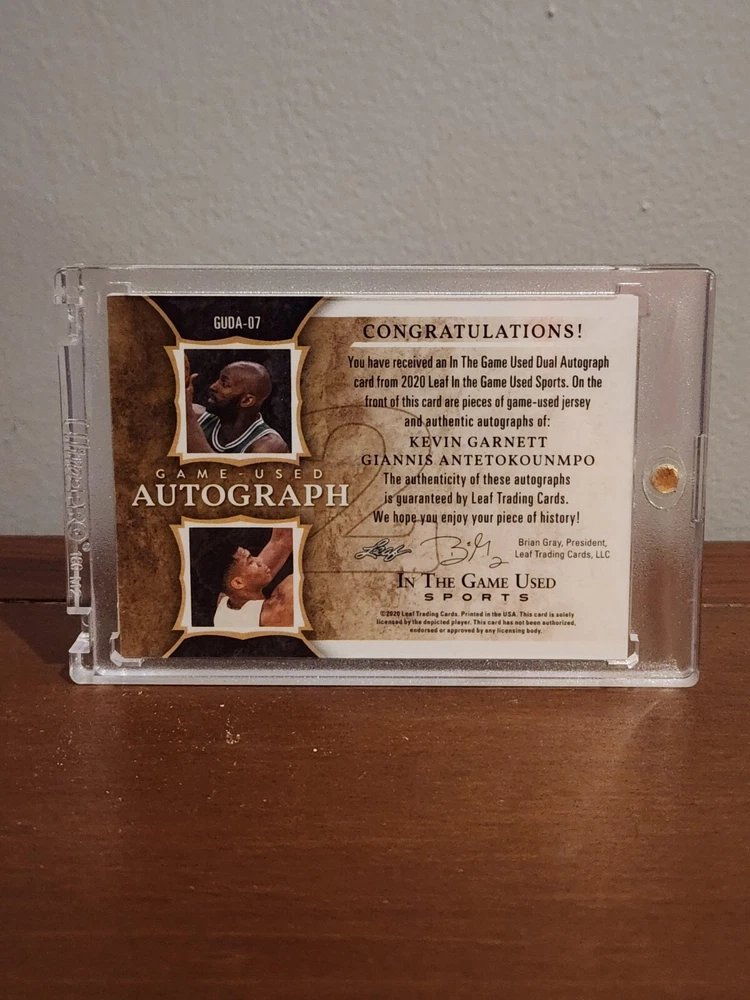 GUDA-07
GAME-USED
AUTOGRAPH
CONGRATULATIONS!
You have received an In The Game Used Dual Autograph
card from 2020 Leaf In the Game Used Sports. On the
front of this card are pieces of game-used jersey
and authentic autographs of:
KEVIN GARNETT
GIANNIS ANTETOKOUNMPO
The authenticity of these autographs
is guaranteed by Leaf Trading Cards.
We hope you enjoy your piece of history!
Leaf
Brian Gray, President,
Leaf Trading Cards, LLC
IN THE GAME USED
SPORTS
©2020 Leaf Trading Cards. Printed in the USA. This card is solely
licensed by the depicted player. This card has not been authorized,
endorsed or approved by any licensing body.